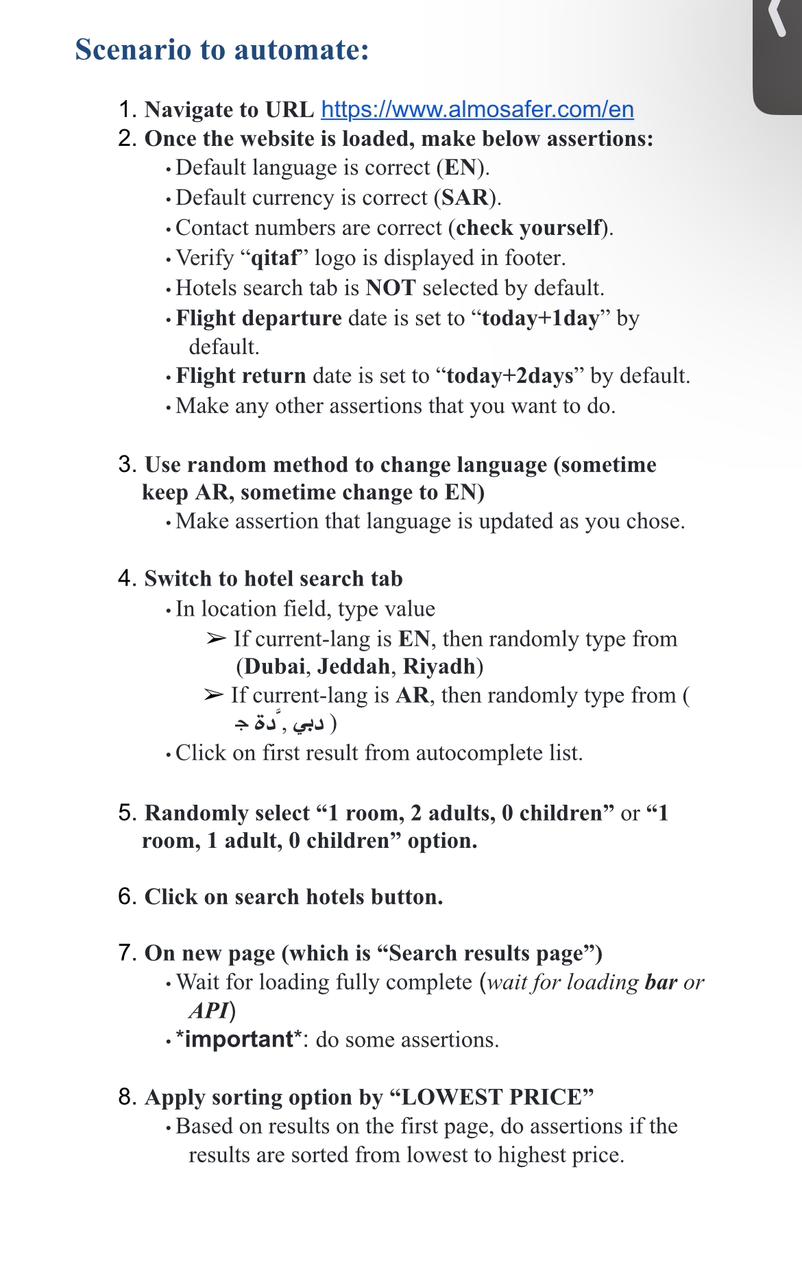 Scenario to automate:
1. Navigate to URL https://www.almosafer.com/en
2. Once the website is loaded, make below assertions:
• Default language is correct (EN).
• Default currency is correct (SAR).
• Contact numbers are correct (check yourself).
• Verify “qitaf” logo is displayed in footer.
• Hotels search tab is NOT selected by default.
• Flight departure date is set to “today+1day” by
default.
• Flight return date is set to “today+2days” by default.
• Make any other assertions that you want to do.
3. Use random method to change language (sometime
keep AR, sometime change to EN)
• Make assertion that language is updated as you chose.
4. Switch to hotel search tab
• In location field, type value
➢ If current-lang is EN, then randomly type from
(Dubai, Jeddah, Riyadh)
➢ If current-lang is AR, then randomly type from (
دبي , ّدة ج )
• Click on first result from autocomplete list.
5. Randomly select “1 room, 2 adults, 0 children” or “1
room, 1 adult, 0 children” option.
6. Click on search hotels button.
7. On new page (which is “Search results page”)
• Wait for loading fully complete (wait for loading bar or
API)
• *important*: do some assertions.
8. Apply sorting option by “LOWEST PRICE”
• Based on results on the first page, do assertions if the
results are sorted from lowest to highest price.